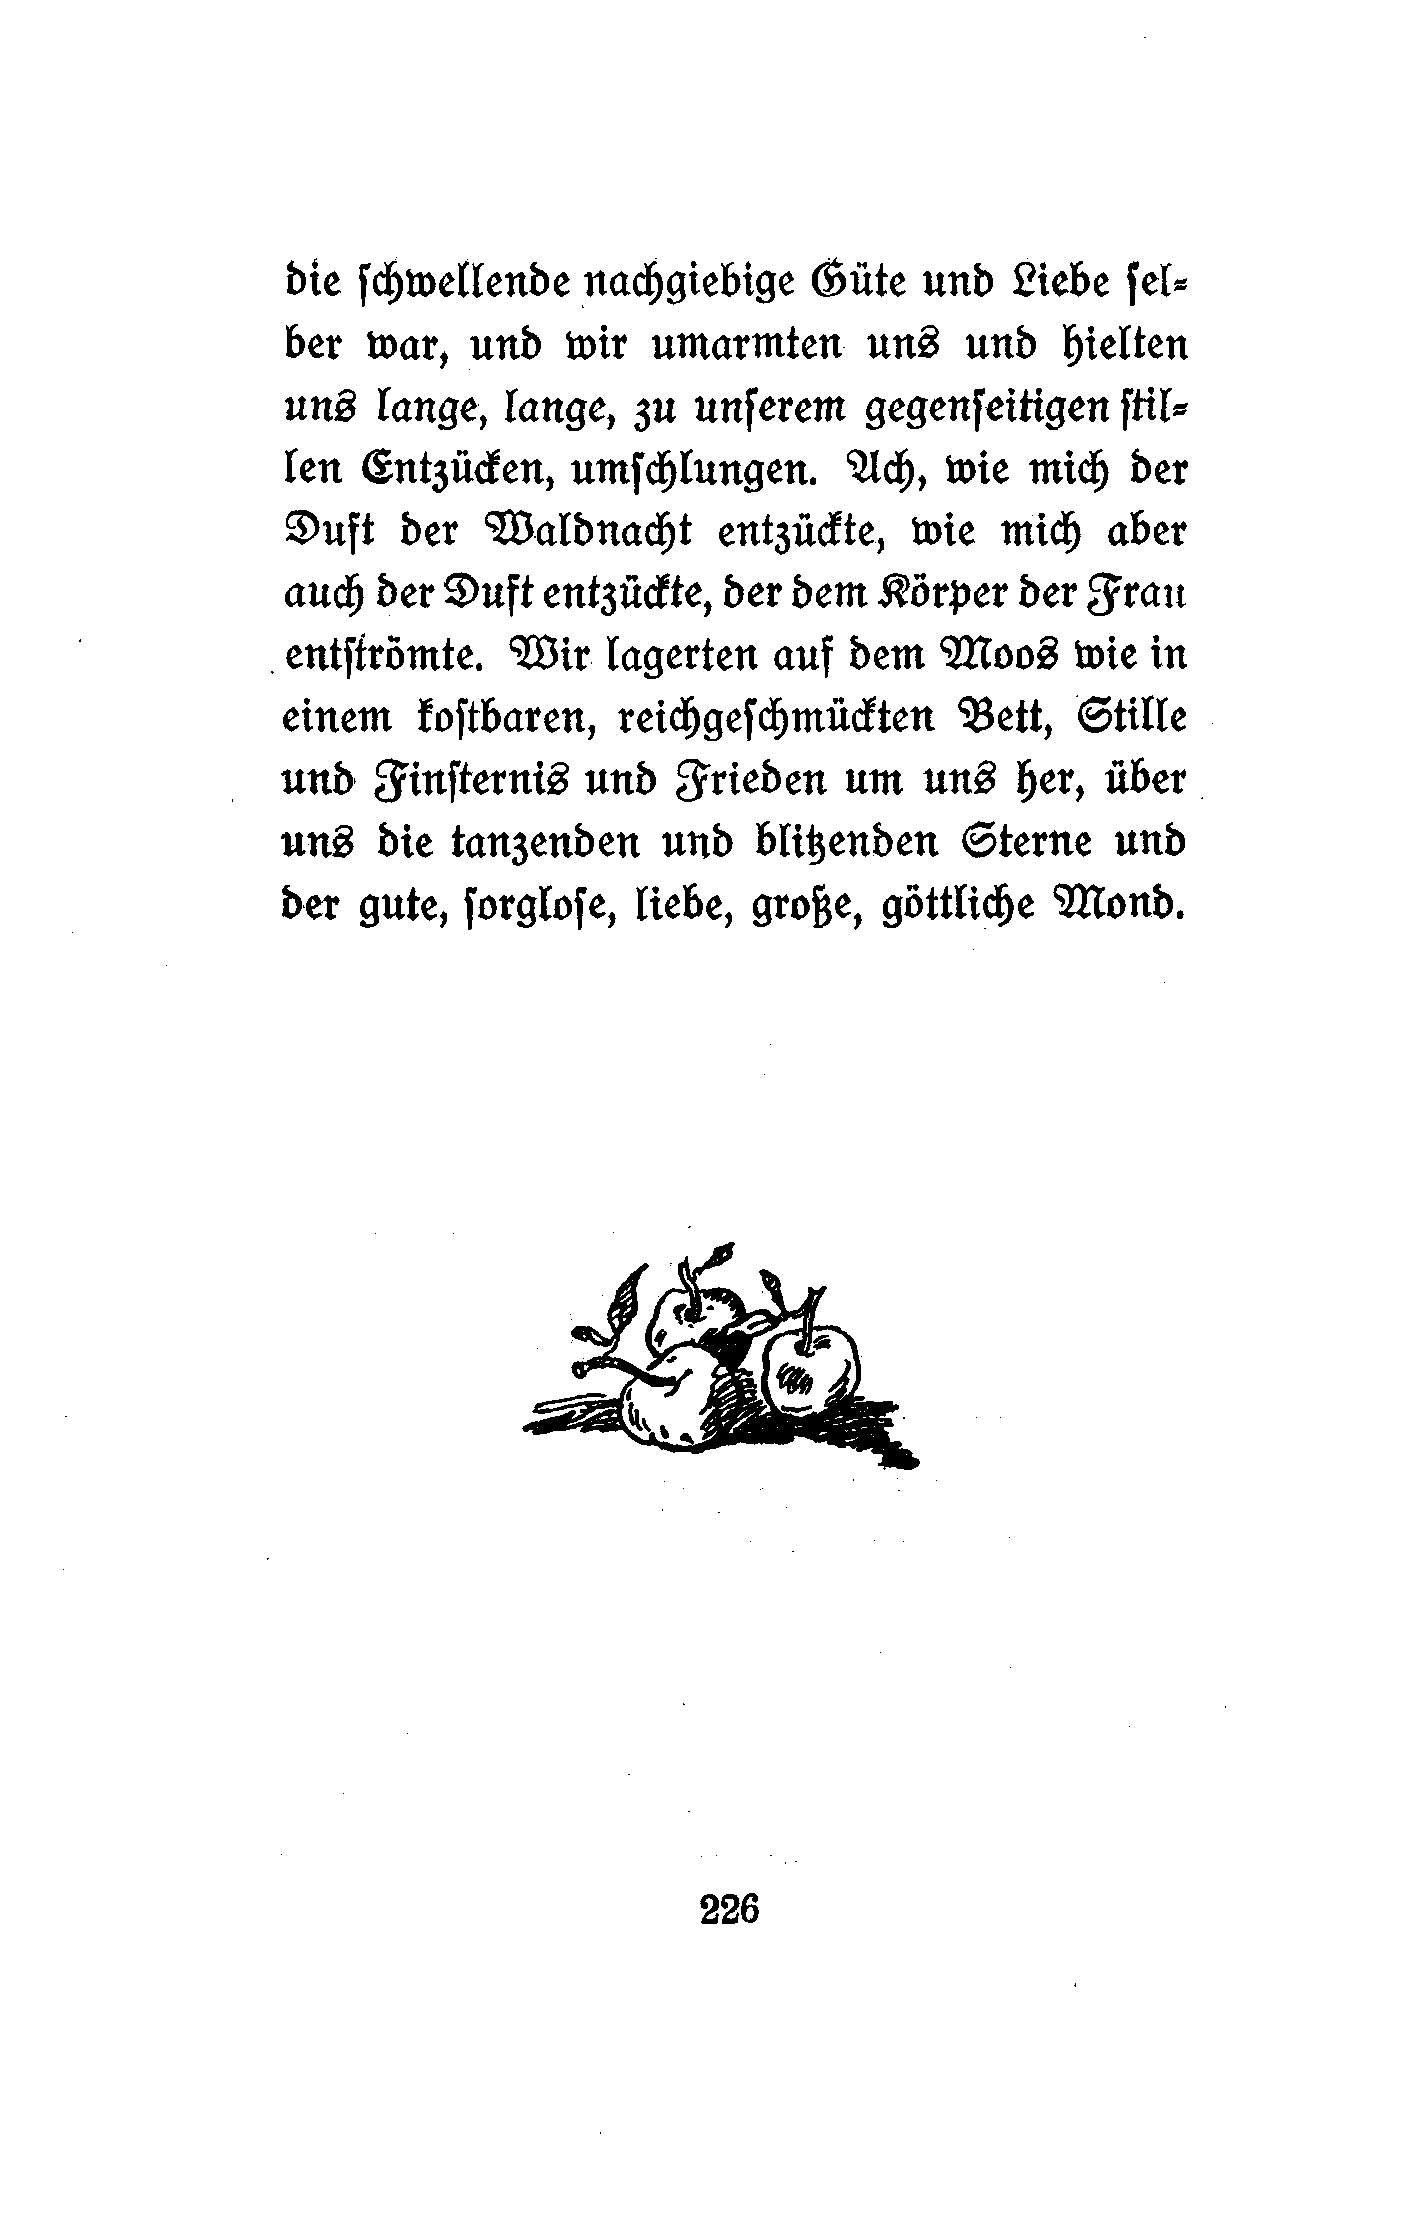 die ſchwellende nachgiebige Güte und Liebe ſel⸗
ber war, und wir umarmten uns und hielten
uns lange, lange, zu unſerem gegenſeitigen ſtil⸗
len Entzücken, umſchlungen. Ach, wie mich der
Duft der Waldnacht entzückte, wie mich aber
auch der Duft entzückte, der dem Körper der Frau
entſtrömte. Wir lagerten auf dem Moos wie in
einem koſtbaren, reichgeſchmückten Bett, Stille
und Finſternis und Frieden um uns her, über
uns die tanzenden und blitzenden Sterne und
der gute, ſorgloſe, liebe, große, göttliche Mond.
226